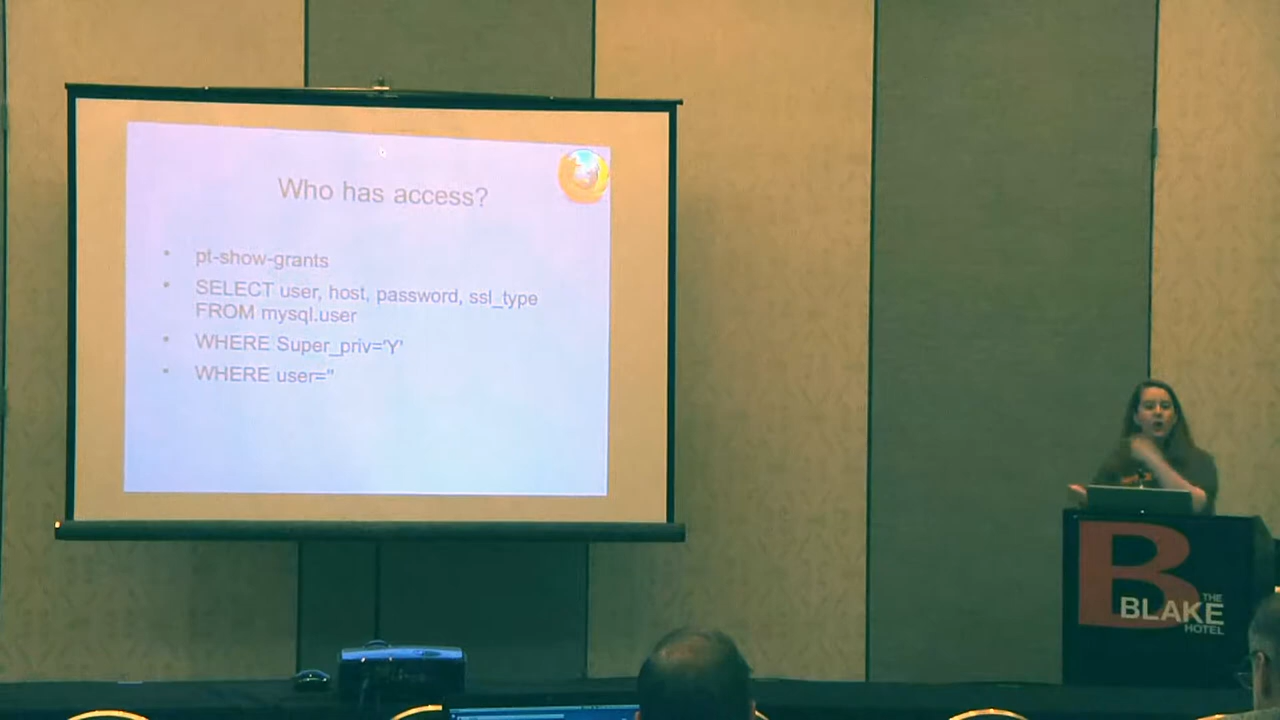 Who has access?
• pt-show-grants
• SELECT user, host, password, ssl_type
FROM mysql.user
• WHERE Super_priv='Y'
• WHERE user=''
B
THE
BLAKE
HOTEL